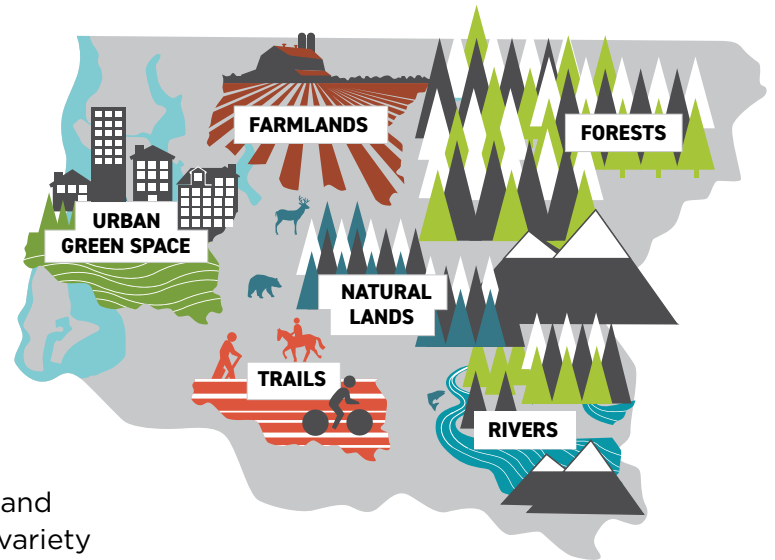 FARMLANDS
FORESTS
URBAN
GREEN SPACE
NATURAL
LANDS
TRAILS
RIVERS
and
variety